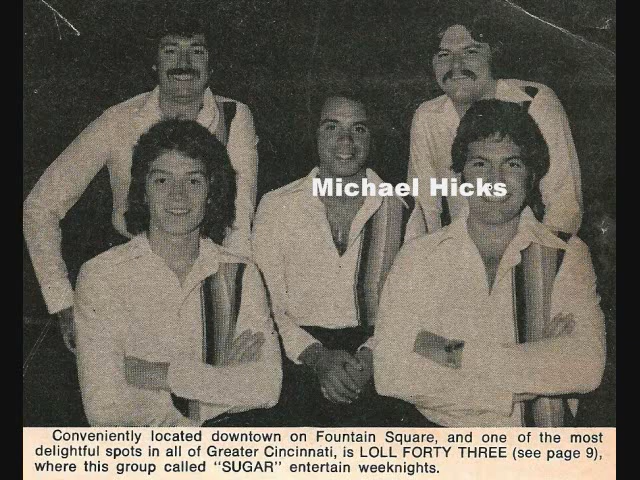 Michael Hicks
Conveniently located downtown on Fountain Square, and one of the most
delightful spots in all of Greater Cincinnati, is LOLL FORTY THREE (see page 9),
where this group called "SUGAR" entertain weeknights.